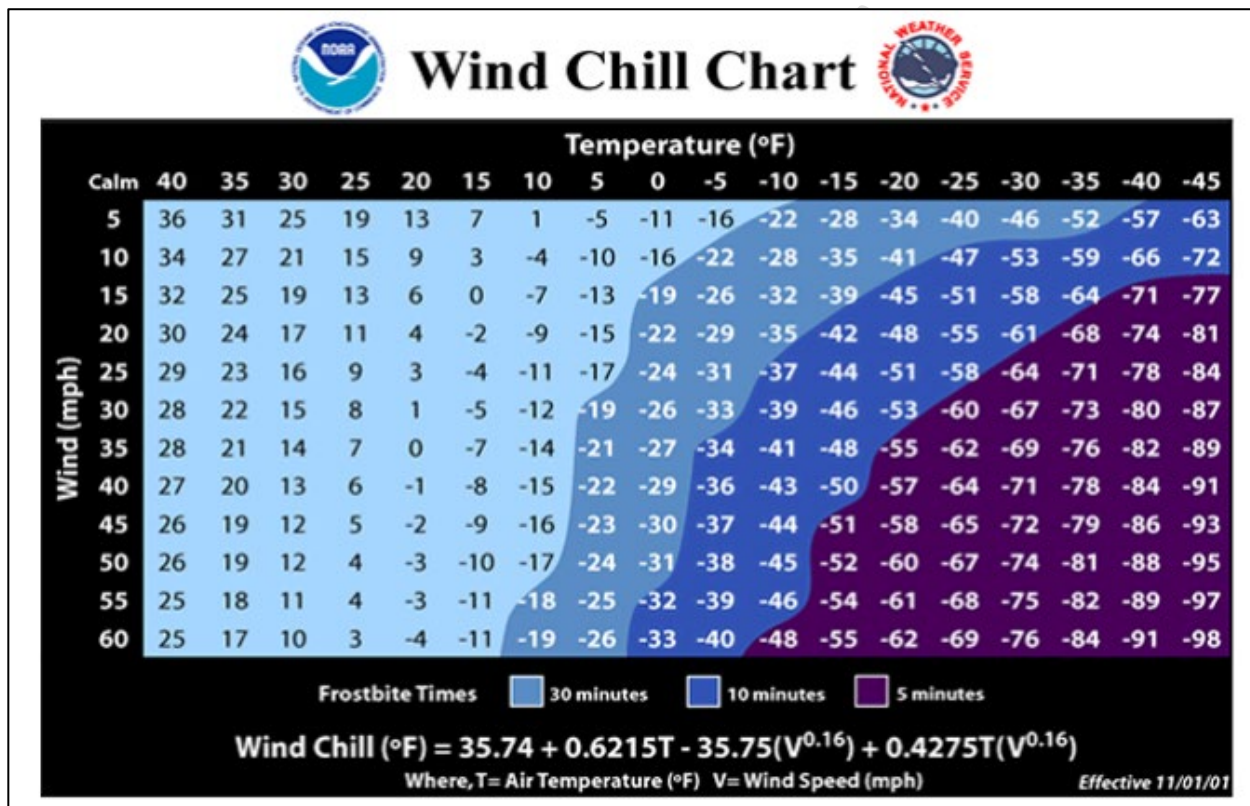 NOAA
Wind Chill Chart
NATIONAL WEATHER SERVICE
Temperature (ºF)
Calm 40 35 30 25 20 15 10 5 0 -5 -10 -15 -20 -25 -30 -35 -40 -45
5 36 31 25 19 13 7 1 -5 -11 -16 -22 -28 -34 -40 -46 -52 -57 -63
10 34 27 21 15 9 3 -4 -10 -16 -22 -28 -35 -41 -47 -53 -59 -66 -72
15 32 25 19 13 6 0 -7 -13 -19 -26 -32 -39 -45 -51 -58 -64 -71 -77
20 30 24 17 11 4 -2 -9 -15 -22 -29 -35 -42 -48 -55 -61 -68 -74 -81
Wind (mph)
25 29 23 16 9 3 -4 -11 -17 -24 -31 -37 -44 -51 -58 -64 -71 -78 -84
30 28 22 15 8 1 -5 -12 -19 -26 -33 -39 -46 -53 -60 -67 -73 -80 -87
35 28 21 14 7 0 -7 -14 -21 -27 -34 -41 -48 -55 -62 -69 -76 -82 -89
40 27 20 13 6 -1 -8 -15 -22 -29 -36 -43 -50 -57 -64 -71 -78 -84 -91
45 26 19 12 5 -2 -9 -16 -23 -30 -37 -44 -51 -58 -65 -72 -79 -86 -93
50 26 19 12 4 -3 -10 -17 -24 -31 -38 -45 -52 -60 -67 -74 -81 -88 -95
55 25 18 11 4 -3 -11 -18 -25 -32 -39 -46 -54 -61 -68 -75 -82 -89 -97
60 25 17 10 3 -4 -11 -19 -26 -33 -40 -48 -55 -62 -69 -76 -84 -91 -98
Frostbite Times 30 minutes 10 minutes 5 minutes
Wind Chill (ºF) = 35.74 + 0.6215T - 35.75(V^0.16) + 0.4275T(V^0.16)
Where, T= Air Temperature (ºF) V= Wind Speed (mph) Effective 11/01/01